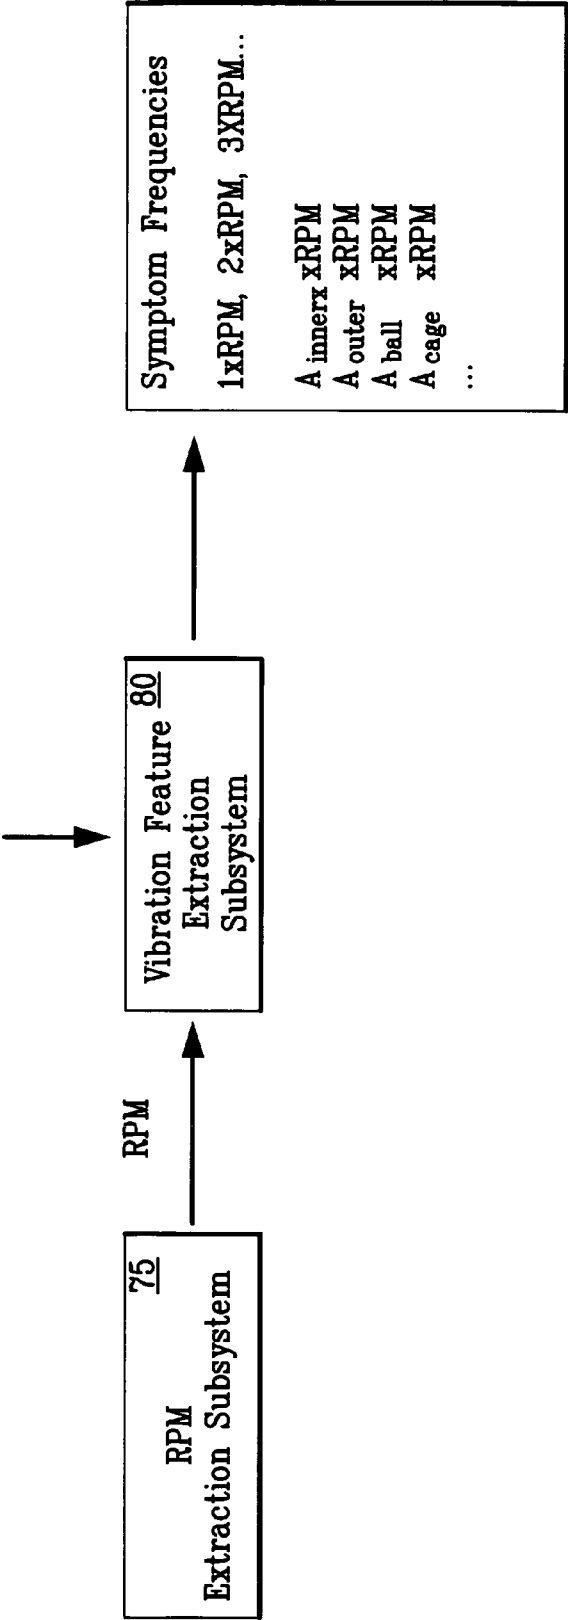 RPM
Extraction Subsystem
75
RPM
Vibration Feature
Extraction
Subsystem
80
Symptom Frequencies
1xRPM, 2xRPM, 3XRPM...
A innerx xRPM
A outer xRPM
A ball xRPM
A cage xRPM
...